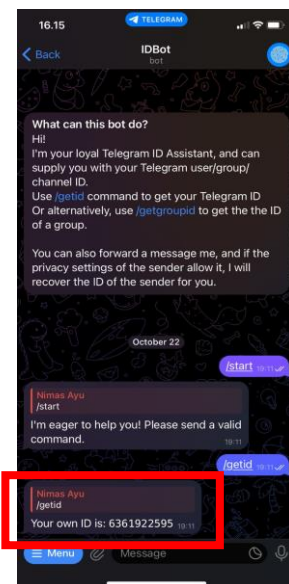 16.15
TELEGRAM
Back
IDBot
bot
What can this bot do?
Hi!
I'm your loyal Telegram ID Assistant, and can
supply you with your Telegram user/group/
channel ID.
Use /getid command to get your Telegram ID
Or alternatively, use /getgroupid to get the the ID
of a group.
You can also forward a message me, and if the
privacy settings of the sender allow it, I will
recover the ID of the sender for you.
October 22
/start 19:11
Nimas Ayu
/start
I'm eager to help you! Please send a valid
command. 19:11
/getid 19:11
Nimas Ayu
/getid
Your own ID is: 6361922595 19:11
Menu
Message